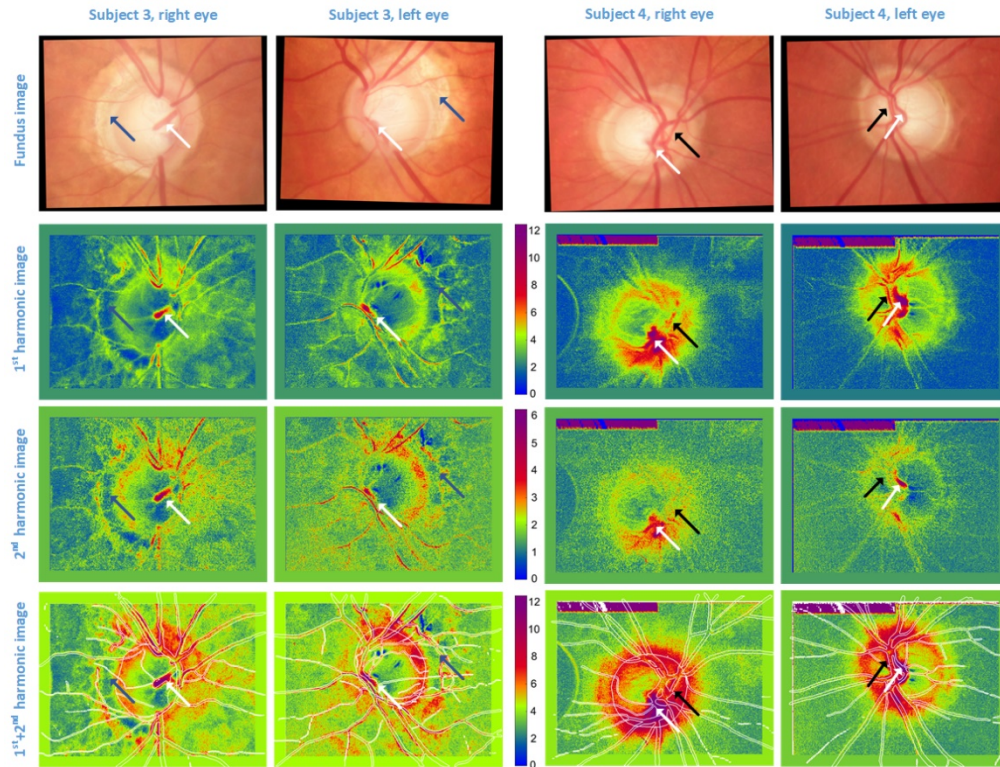 Subject 3, right eye
Subject 3, left eye
Subject 4, right eye
Subject 4, left eye
Fundus image
1st harmonic image
12
10
8
6
4
2
0
2nd harmonic image
6
5
4
3
2
1
0
1st+2nd harmonic image
12
10
8
6
4
2
0